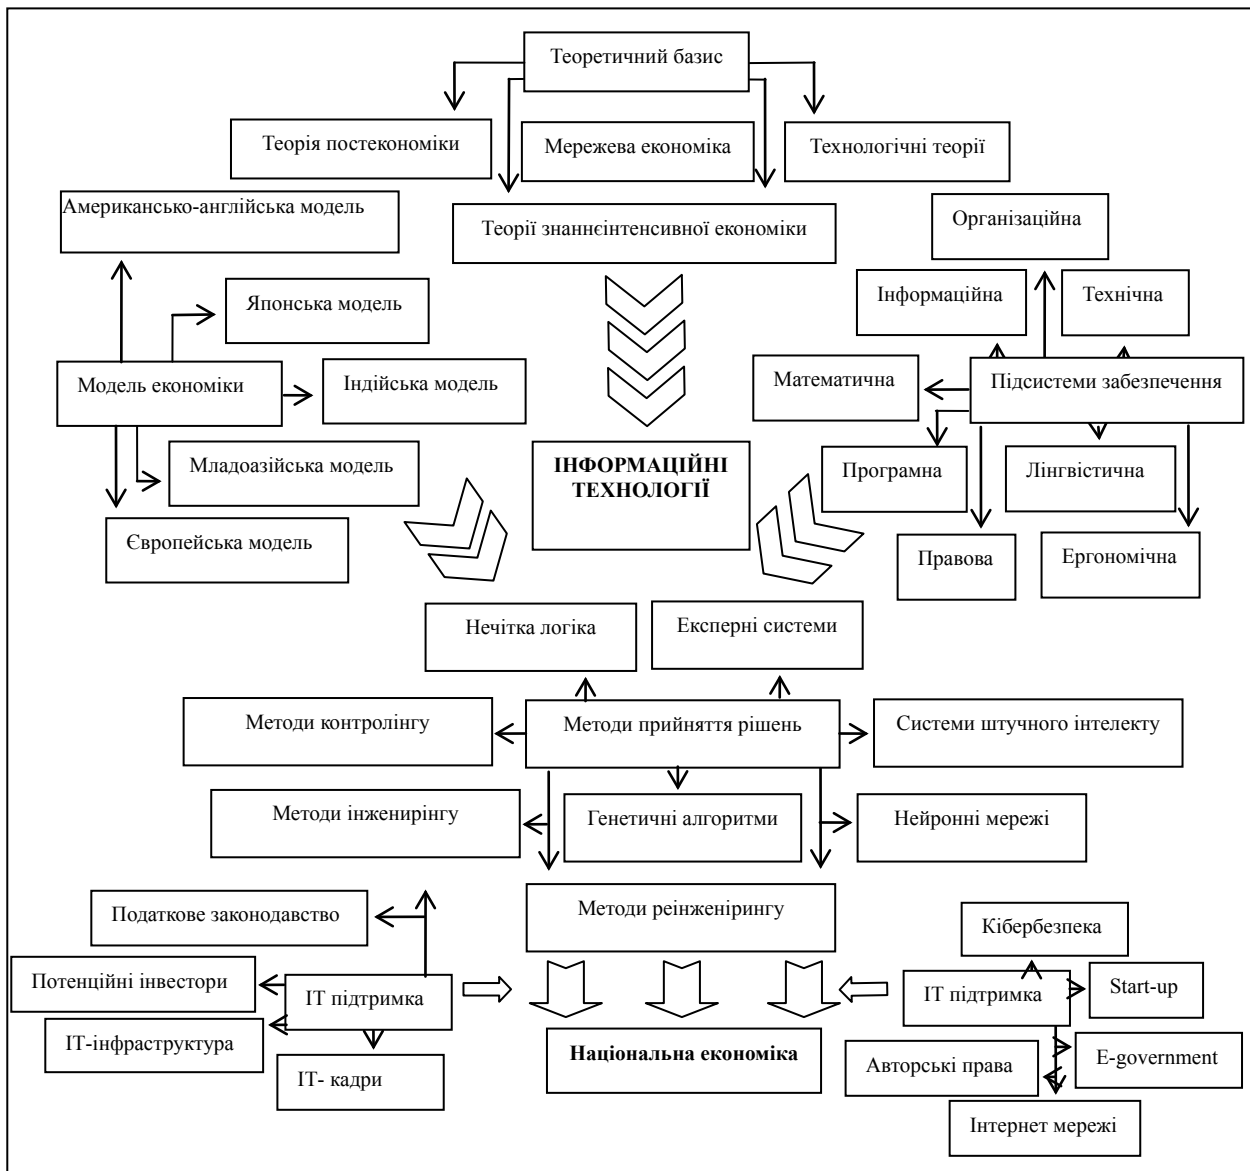 Теоретичний базис
Теорія постекономіки
Мережева економіка
Технологічні теорії
Американсько-англійська модель
Теорії знаннєінтенсивної економіки
Організаційна
Інформаційна
Технічна
Японська модель
Модель економіки
Індійська модель
Математична
Підсистеми забезпечення
Младоазійська модель
ІНФОРМАЦІЙНІ
ТЕХНОЛОГІЇ
Програмна
Лінгвістична
Європейська модель
Правова
Ергономічна
Нечітка логіка
Експерні системи
Методи контролінгу
Методи прийняття рішень
Системи штучного інтелекту
Методи інженирінгу
Генетичні алгоритми
Нейронні мережі
Податкове законодавство
Методи реінженірингу
Кібербезпека
Потенційні інвестори
ІТ підтримка
ІТ підтримка
Start-up
ІТ-інфраструктура
ІТ- кадри
Національна економіка
Авторські права
E-government
Інтернет мережі